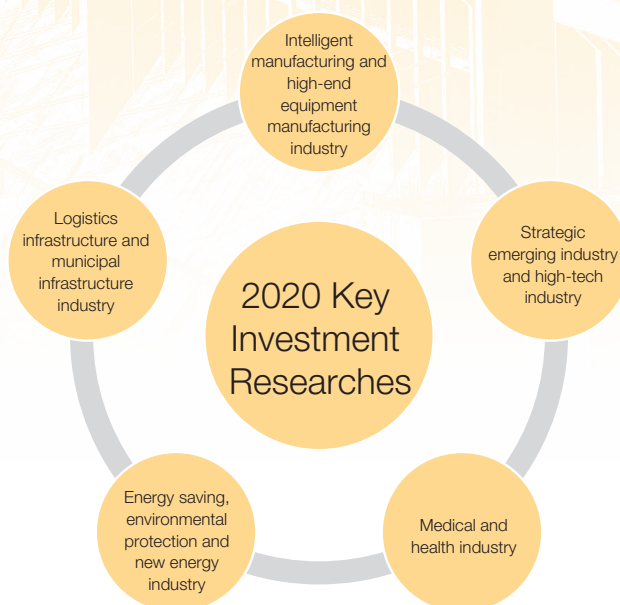 Intelligent
manufacturing and
high-end
equipment
manufacturing
industry
Strategic
emerging industry
and high-tech
industry
Medical and
health industry
Energy saving,
environmental
protection and
new energy
industry
Logistics
infrastructure and
municipal
infrastructure
industry
2020 Key
Investment
Researches